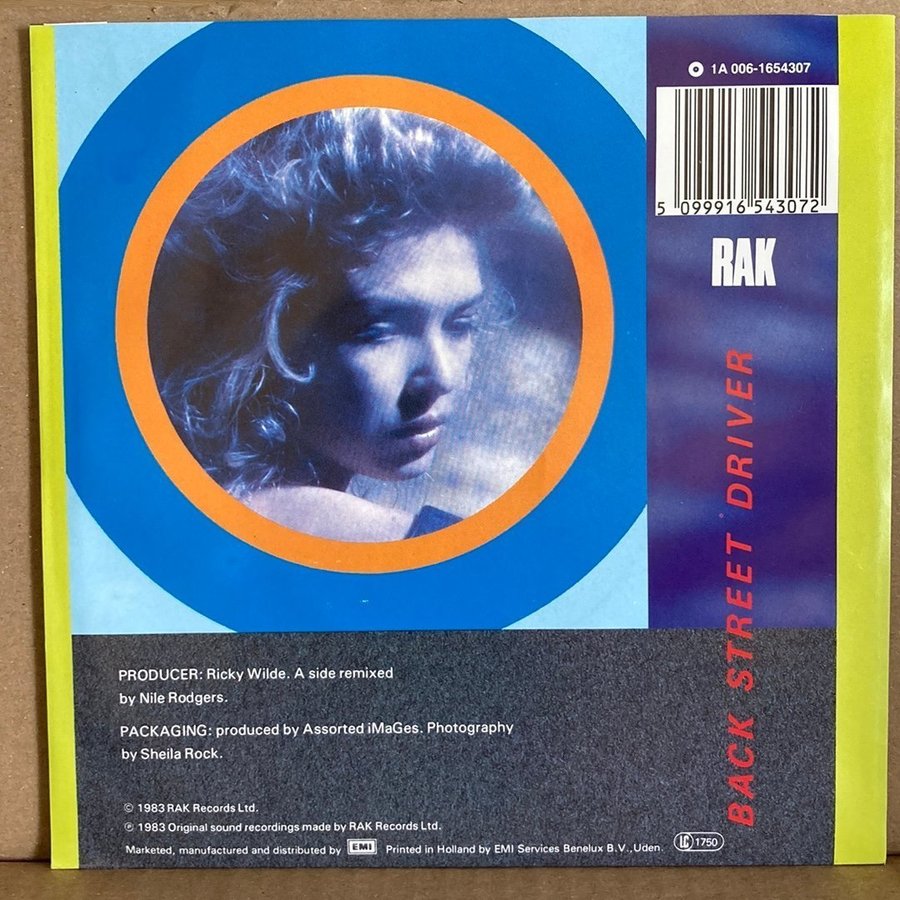 1A 006-1654307
5 099916 543072
RAK
BACK STREET DRIVER
PRODUCER: Ricky Wilde. A side remixed
by Nile Rodgers.
PACKAGING: produced by Assorted iMaGes. Photography
by Sheila Rock.
© 1983 RAK Records Ltd.
℗ 1983 Original sound recordings made by RAK Records Ltd.
Marketed, manufactured and distributed by EMI Printed in Holland by EMI Services Benelux B.V., Uden. LC 1750